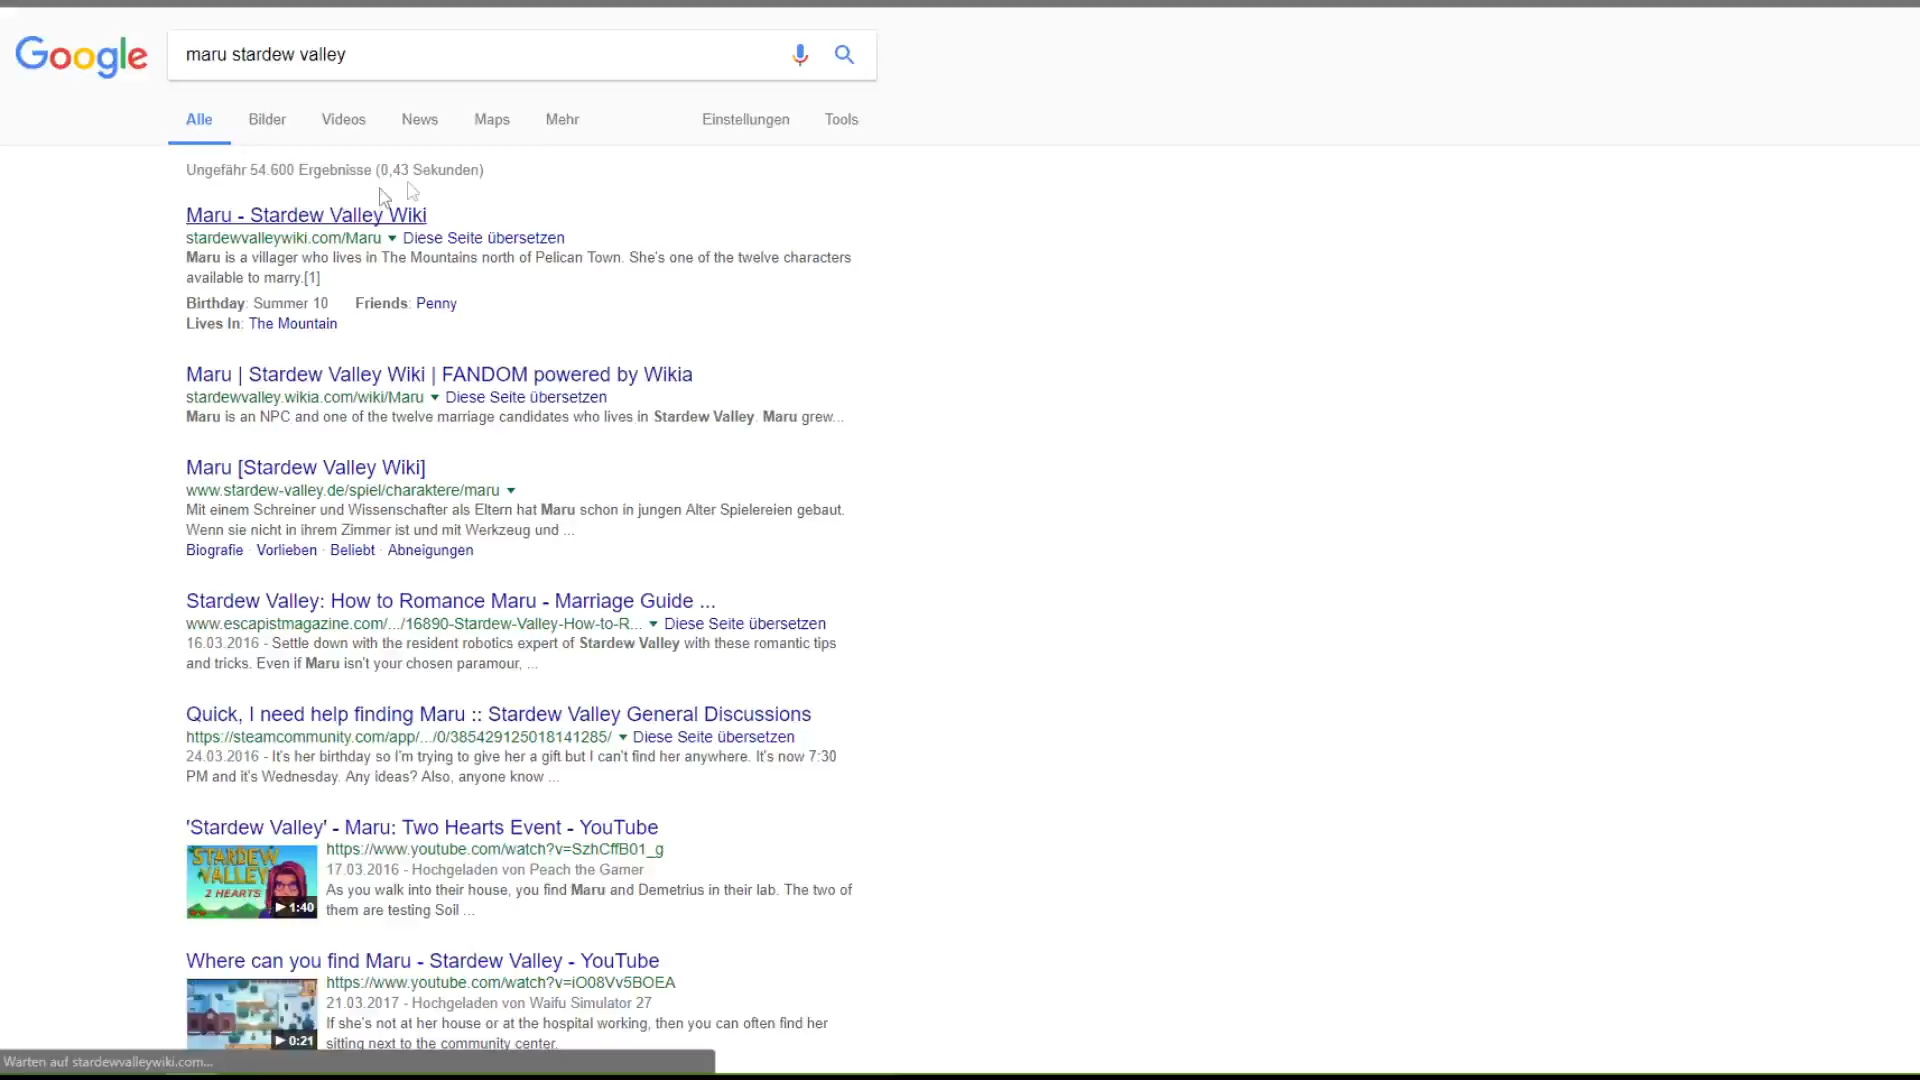 Google
maru stardew valley
Alle Bilder Videos News Maps Mehr Einstellungen Tools
Ungefähr 54.600 Ergebnisse (0,43 Sekunden)
Maru - Stardew Valley Wiki
stardewvalleywiki.com/Maru ▼ Diese Seite übersetzen
Maru is a villager who lives in The Mountains north of Pelican Town. She's one of the twelve characters
available to marry.[1]
Birthday: Summer 10 Friends: Penny
Lives In: The Mountain
Maru | Stardew Valley Wiki | FANDOM powered by Wikia
stardewvalley.wikia.com/wiki/Maru ▼ Diese Seite übersetzen
Maru is an NPC and one of the twelve marriage candidates who lives in Stardew Valley. Maru grew...
Maru [Stardew Valley Wiki]
www.stardew-valley.de/spiel/charaktere/maru ▼
Mit einem Schreiner und Wissenschafter als Eltern hat Maru schon in jungen Alter Spielereien gebaut.
Wenn sie nicht in ihrem Zimmer ist und mit Werkzeug und ...
Biografie · Vorlieben · Beliebt · Abneigungen
Stardew Valley: How to Romance Maru - Marriage Guide ...
www.escapistmagazine.com/.../16890-Stardew-Valley-How-to-R... ▼ Diese Seite übersetzen
16.03.2016 - Settle down with the resident robotics expert of Stardew Valley with these romantic tips
and tricks. Even if Maru isn't your chosen paramour, ...
Quick, I need help finding Maru :: Stardew Valley General Discussions
https://steamcommunity.com/app/.../0/385429125018141285/ ▼ Diese Seite übersetzen
24.03.2016 - It's her birthday so I'm trying to give her a gift but I can't find her anywhere. It's now 7:30
PM and it's Wednesday. Any ideas? Also, anyone know ...
'Stardew Valley' - Maru: Two Hearts Event - YouTube
STARDEW
VALLEY
2 HEARTS
▶ 1:40
https://www.youtube.com/watch?v=SzhCffB01_g
17.03.2016 - Hochgeladen von Peach the Gamer
As you walk into their house, you find Maru and Demetrius in their lab. The two of
them are testing Soil ...
Where can you find Maru - Stardew Valley - YouTube
▶ 0:21
https://www.youtube.com/watch?v=iO08Vv5BOEA
21.03.2017 - Hochgeladen von Waifu Simulator 27
If she's not at her house or at the hospital working, then you can often find her
sitting next to the community center.
Warten auf stardewvalleywiki.com...